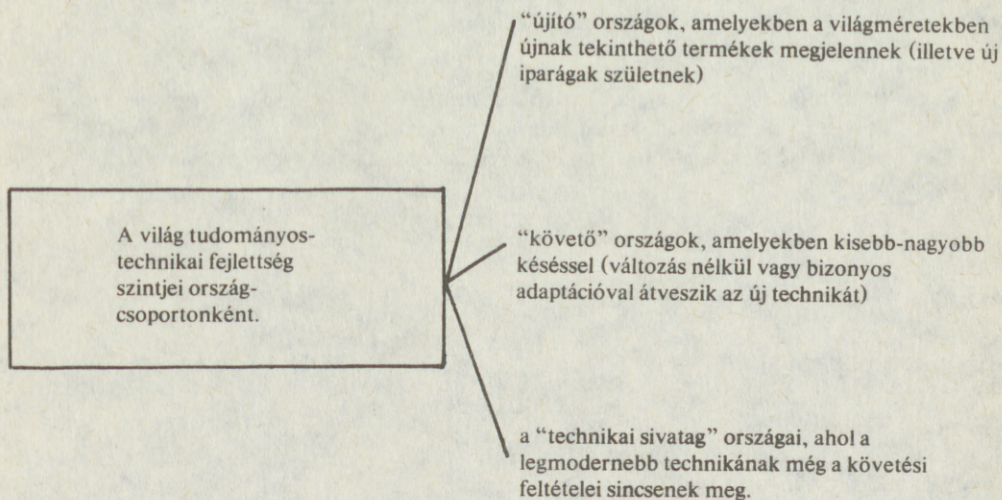 “újító” országok, amelyekben a világméretekben
újnak tekinthető termékek megjelennek (illetve új
iparágak születnek)
A világ tudományos-
technikai fejlettség
szintjei ország-
csoportonként.
“követő” országok, amelyekben kisebb-nagyobb
késéssel (változás nélkül vagy bizonyos
adaptációval átveszik az új technikát)
a “technikai sivatag” országai, ahol a
legmodernebb technikának még a követési
feltételei sincsenek meg.